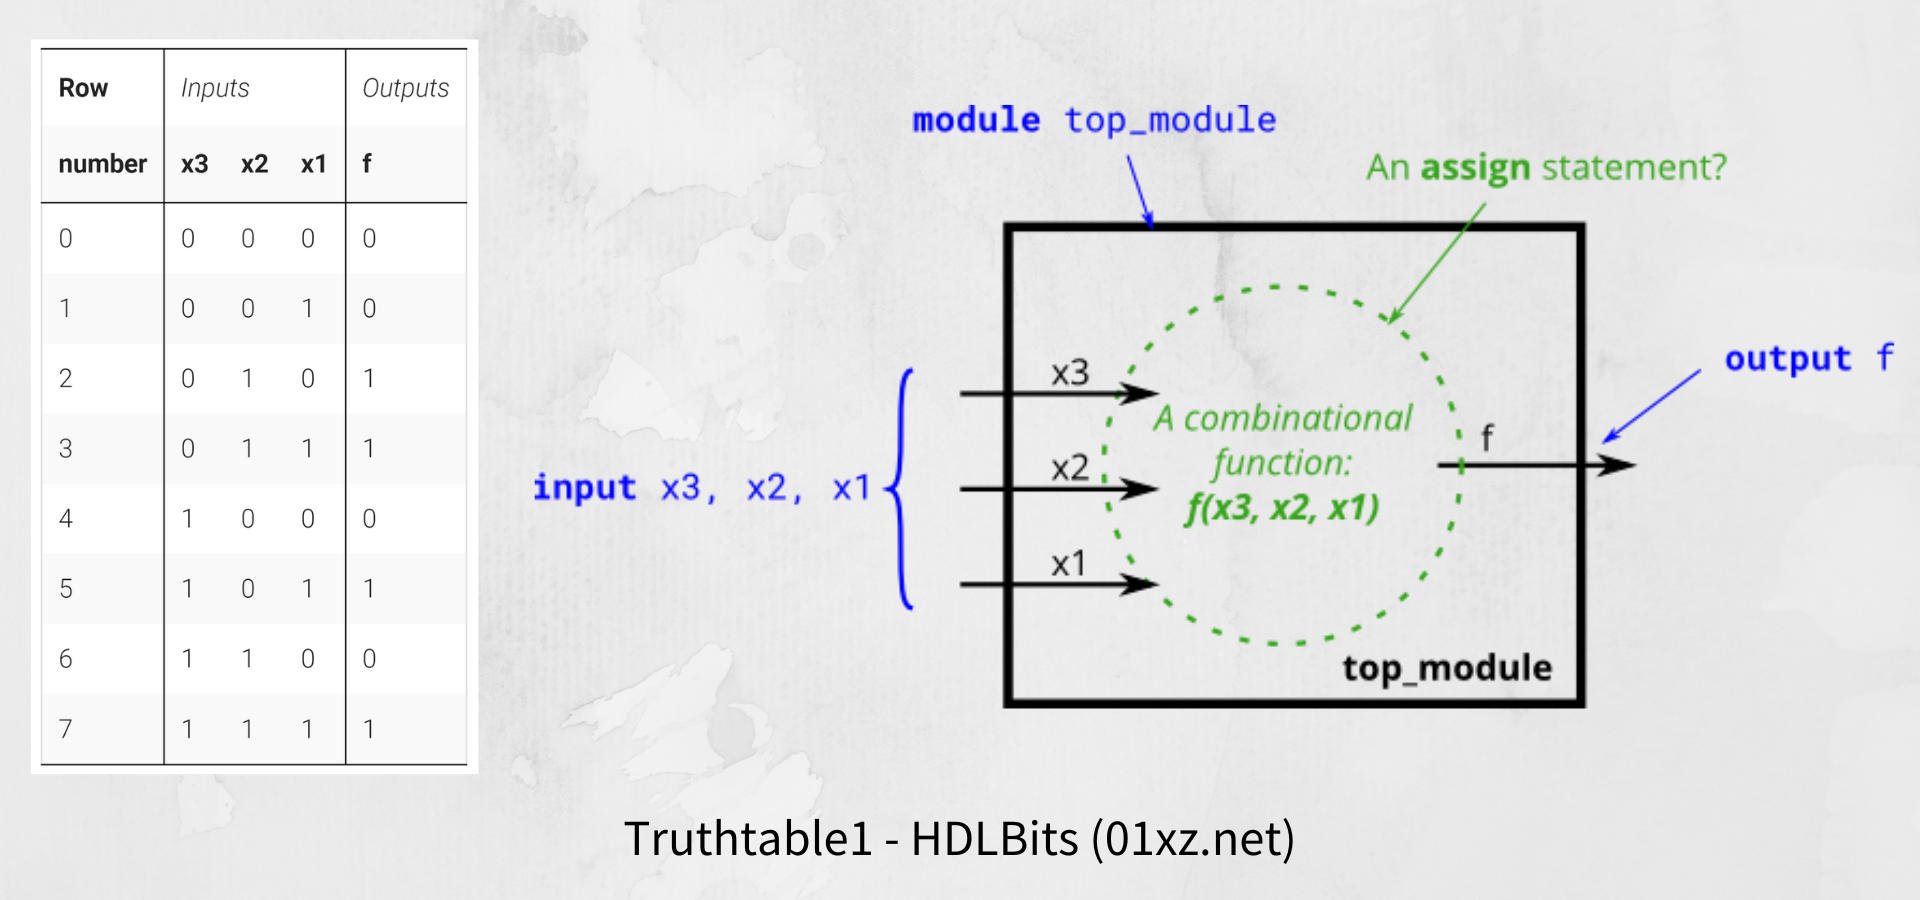 Row Inputs Outputs
number x3 x2 x1 f
0 0 0 0 0
1 0 0 1 0
2 0 1 0 1
3 0 1 1 1
4 1 0 0 0
5 1 0 1 1
6 1 1 0 0
7 1 1 1 1
module top_module
An assign statement?
output f
x3
A combinational
function:
f(x3, x2, x1)
f
x2
input x3, x2, x1
x1
top_module
Truthtable1 - HDLBits (01xz.net)